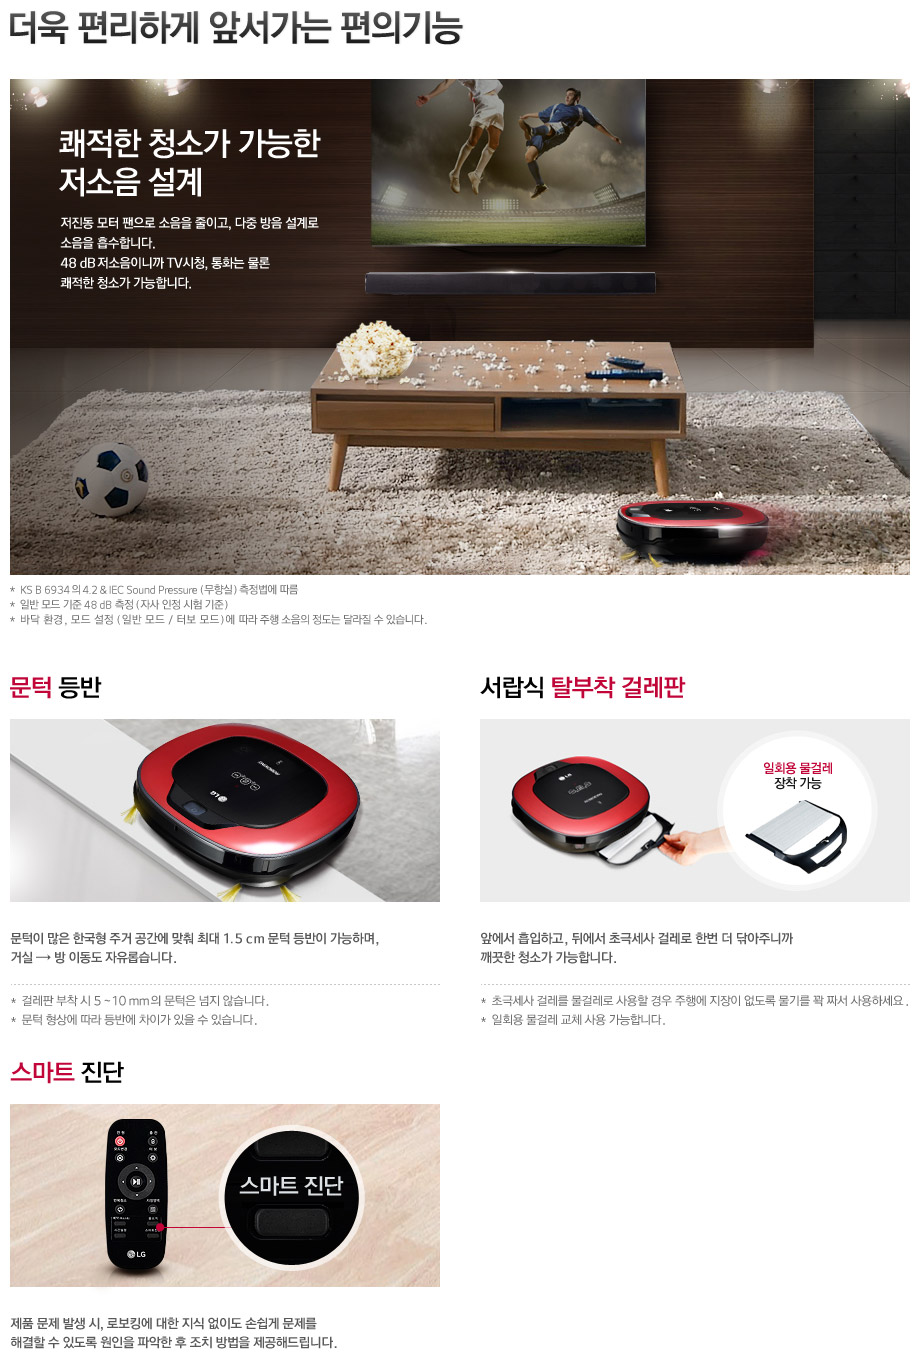 더욱 편리하게 앞서가는 편의기능
쾌적한 청소가 가능한
저소음 설계
저진동 모터 팬으로 소음을 줄이고, 다중 방음 설계로
소음을 흡수합니다.
48 dB 저소음이니까 TV시청, 통화는 물론
쾌적한 청소가 가능합니다.
* KS B 6934 의 4.2 & IEC Sound Pressure (무향실) 측정법에 따름
* 일반 모드 기준 48 dB 측정 (자사 인정 시험 기준)
* 바닥 환경, 모드 설정 (일반 모드 / 터보 모드)에 따라 주행 소음의 정도는 달라질 수 있습니다.
문턱 등반
LG
문턱이 많은 한국형 주거 공간에 맞춰 최대 1.5 cm 문턱 등반이 가능하며,
거실 → 방 이동도 자유롭습니다.
* 걸레판 부착 시 5 ~10 mm의 문턱은 넘지 않습니다.
* 문턱 형상에 따라 등반에 차이가 있을 수 있습니다.
서랍식 탈부착 걸레판
LG
일회용 물걸레
장착 가능
앞에서 흡입하고, 뒤에서 초극세사 걸레로 한번 더 닦아주니까
깨끗한 청소가 가능합니다.
* 초극세사 걸레를 물걸레로 사용할 경우 주행에 지장이 없도록 물기를 꽉 짜서 사용하세요.
* 일회용 물걸레 교체 사용 가능합니다.
스마트 진단
스마트 진단
LG
제품 문제 발생 시, 로보킹에 대한 지식 없이도 손쉽게 문제를
해결할 수 있도록 원인을 파악한 후 조치 방법을 제공해드립니다.